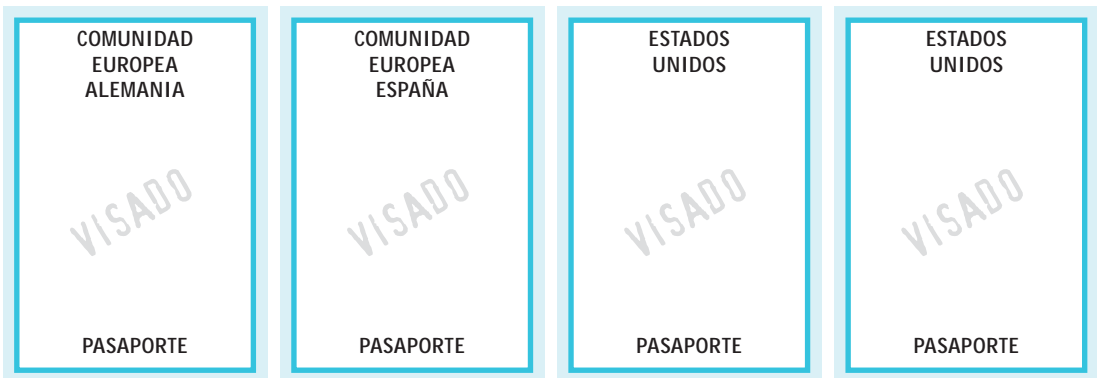 COMUNIDAD
EUROPEA
ALEMANIA
VISADO
PASAPORTE
COMUNIDAD
EUROPEA
ESPAÑA
VISADO
PASAPORTE
ESTADOS
UNIDOS
VISADO
PASAPORTE
ESTADOS
UNIDOS
VISADO
PASAPORTE